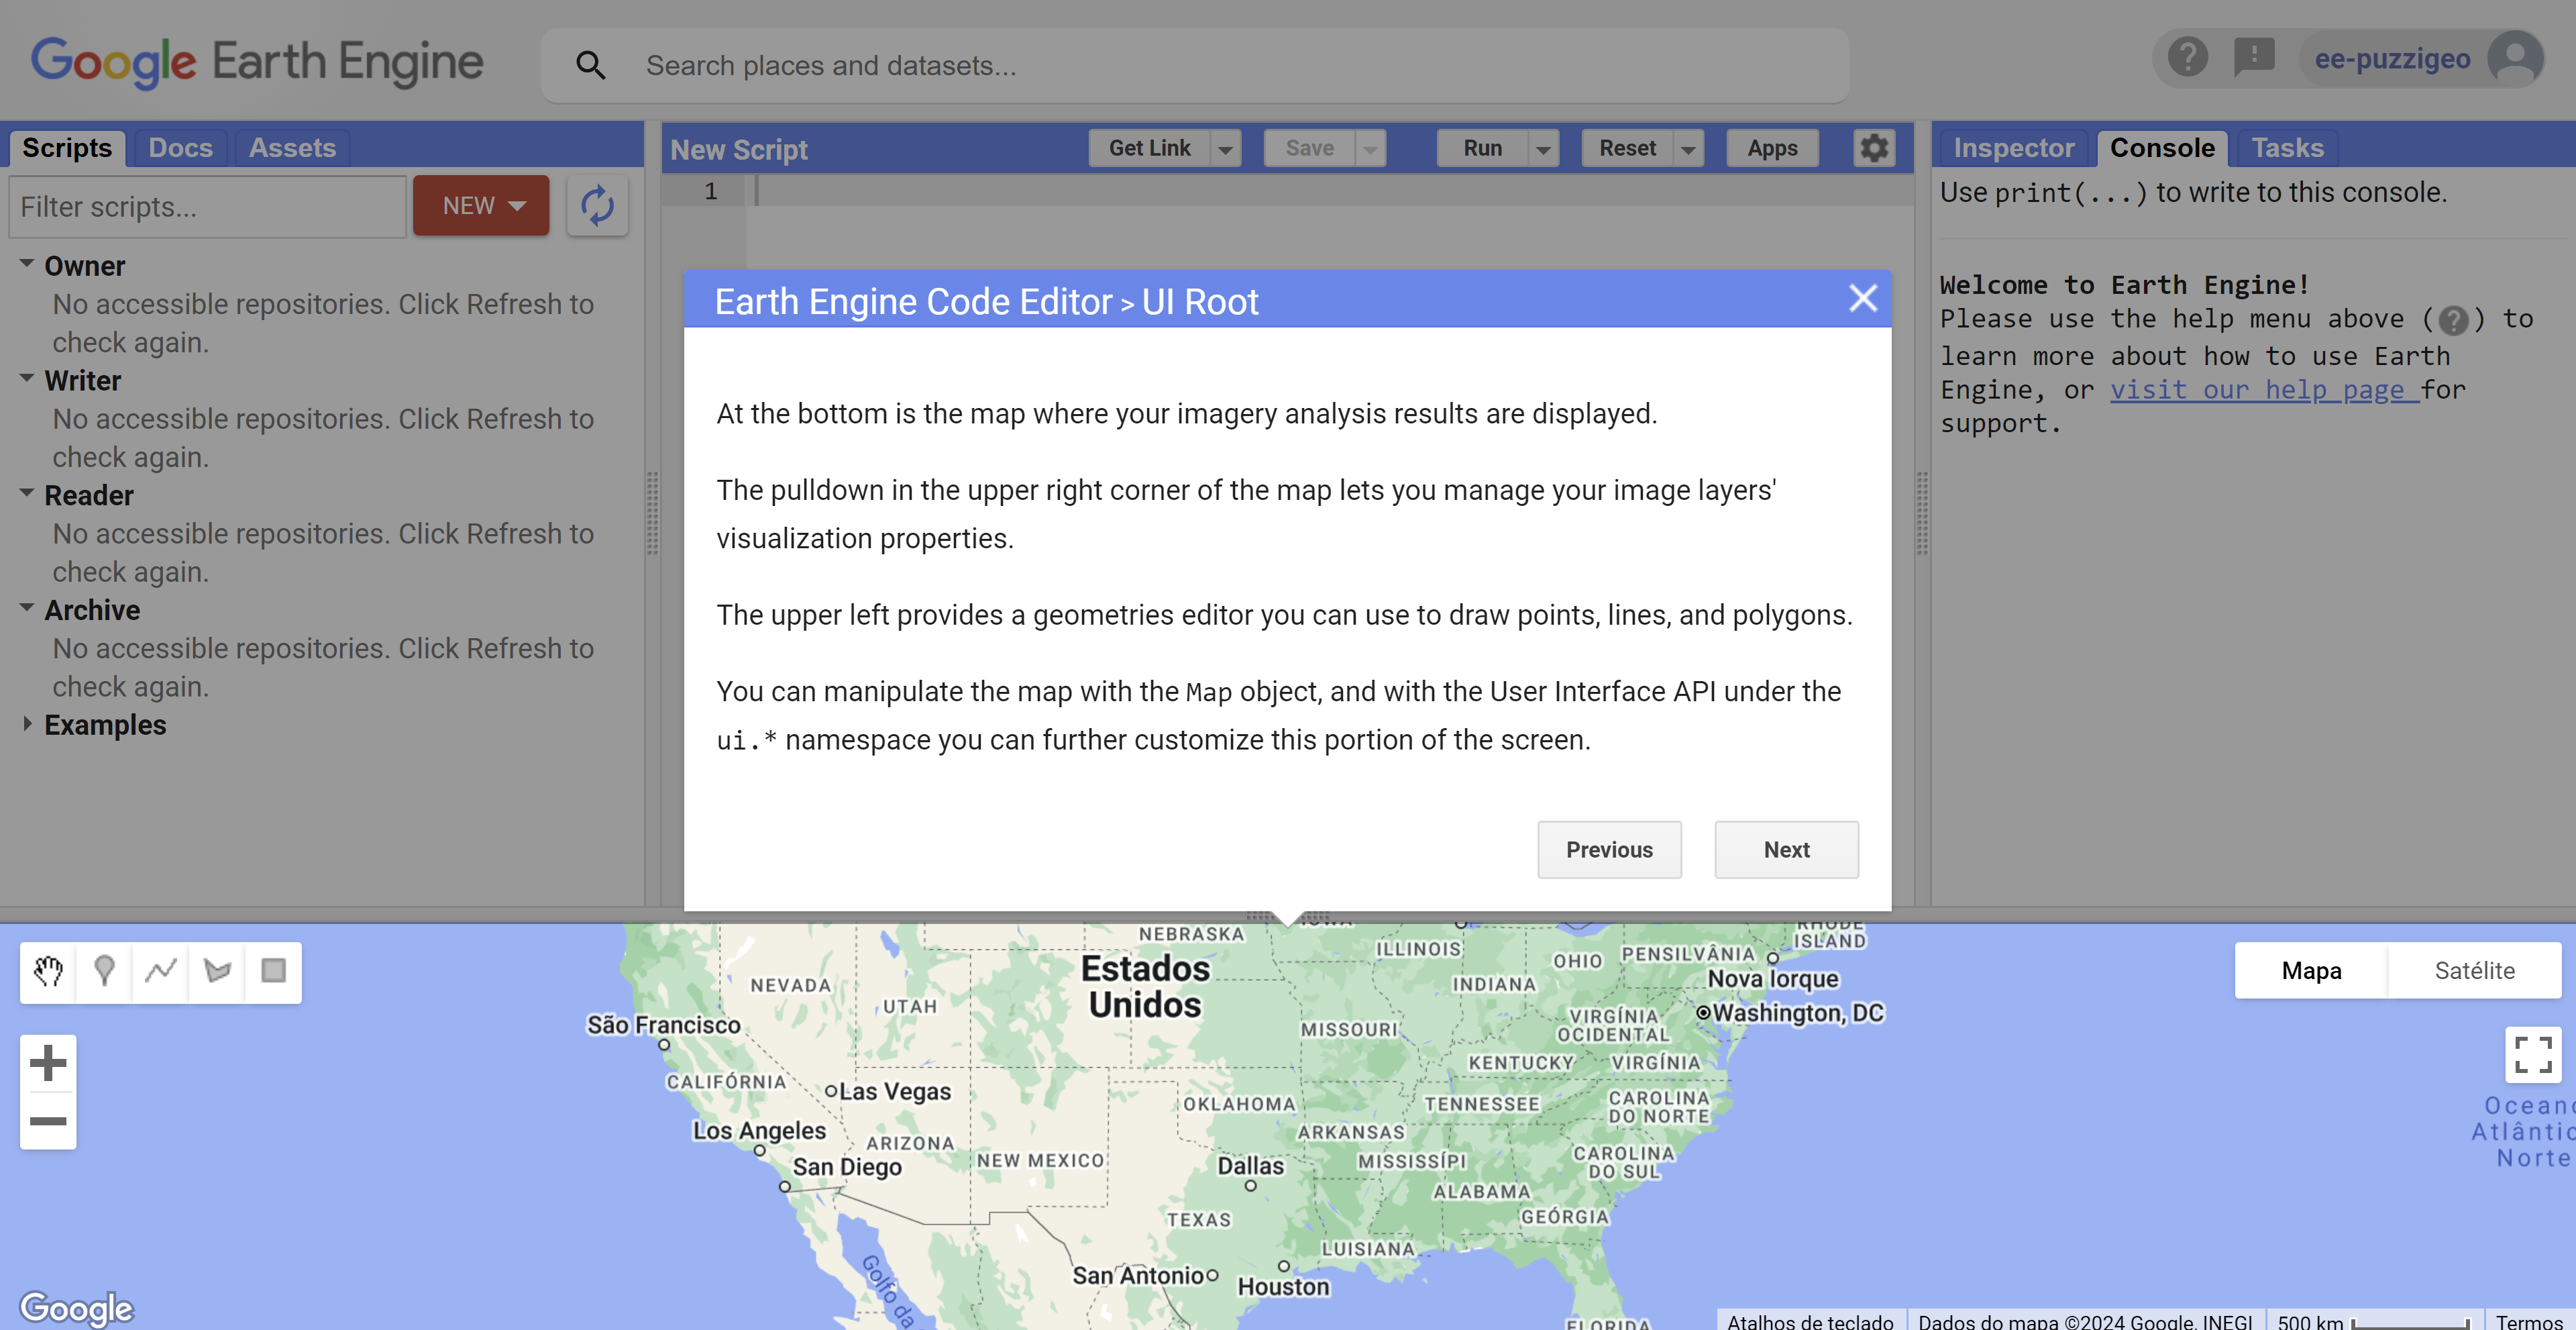 Google Earth Engine
Search places and datasets...
ee-puzzigeo
Scripts
Docs
Assets
Filter scripts...
NEW
Owner
No accessible repositories. Click Refresh to
check again.
Writer
No accessible repositories. Click Refresh to
check again.
Reader
No accessible repositories. Click Refresh to
check again.
Archive
No accessible repositories. Click Refresh to
check again.
Examples
New Script
Get Link
Save
Run
Reset
Apps
1
Inspector
Console
Tasks
Use print(...) to write to this console.
Welcome to Earth Engine!
Please use the help menu above (?) to
learn more about how to use Earth
Engine, or visit our help page for
support.
Earth Engine Code Editor > UI Root
At the bottom is the map where your imagery analysis results are displayed.
The pulldown in the upper right corner of the map lets you manage your image layers'
visualization properties.
The upper left provides a geometries editor you can use to draw points, lines, and polygons.
You can manipulate the map with the Map object, and with the User Interface API under the
ui.* namespace you can further customize this portion of the screen.
Previous
Next
Mapa
Satélite
RHODE
ISLAND
NEBRASKA
IOWA
ILLINOIS
OHIO
PENSILVÂNIA
Estados
Unidos
NEVADA
UTAH
INDIANA
Nova Iorque
Washington, DC
São Francisco
MISSOURI
VIRGÍNIA
OCIDENTAL
KENTUCKY
VIRGÍNIA
CALIFÓRNIA
Las Vegas
OKLAHOMA
TENNESSEE
CAROLINA
DO NORTE
Los Angeles
ARIZONA
ARKANSAS
NEW MEXICO
San Diego
Dallas
MISSISSÍPI
CAROLINA
DO SUL
ALABAMA
TEXAS
GEÓRGIA
LUISIANA
San Antonio
Houston
Golfo da
FLORIDA
Oceano
Atlântic
Norte
Google
Atalhos de teclado
Dados do mapa ©2024 Google, INEGI
500 km
Termos